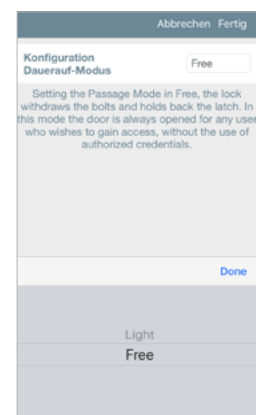 Abbrechen Fertig
Konfiguration
Dauerauf-Modus
Free
Setting the Passage Mode in Free, the lock
withdraws the bolts and holds back the latch. In
this mode the door is always opened for any user
who wishes to gain access, without the use of
authorized credentials.
Done
Light
Free